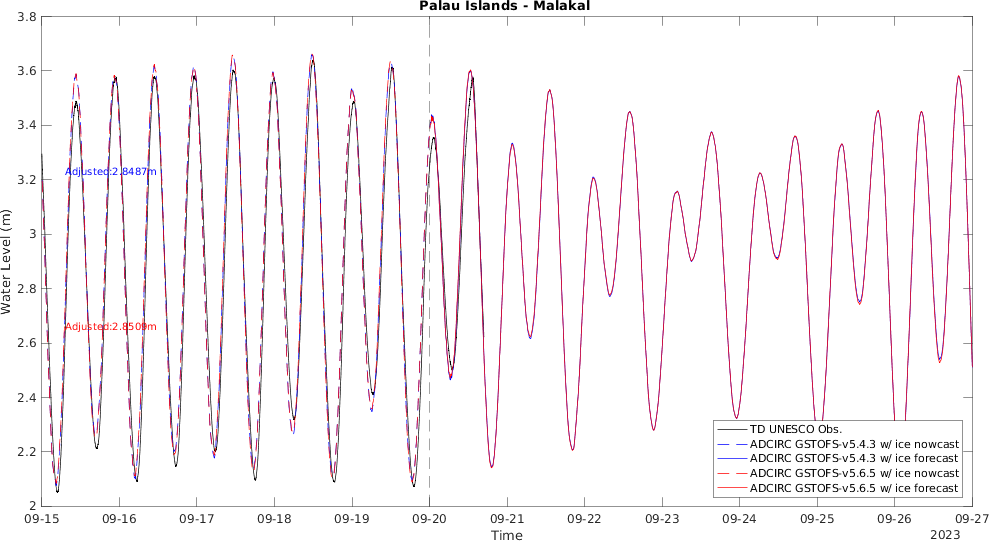 Palau Islands - Malakal
3.8
3.6
3.4
3.2
3
2.8
2.6
2.4
2.2
2
Water Level (m)
Adjusted:2.8487m
Adjusted:2.8509m
TD UNESCO Obs.
ADCIRC GSTOFS-v5.4.3 w/ ice nowcast
ADCIRC GSTOFS-v5.4.3 w/ ice forecast
ADCIRC GSTOFS-v5.6.5 w/ ice nowcast
ADCIRC GSTOFS-v5.6.5 w/ ice forecast
09-15 09-16 09-17 09-18 09-19 09-20 09-21 09-22 09-23 09-24 09-25 09-26 09-27
Time
2023